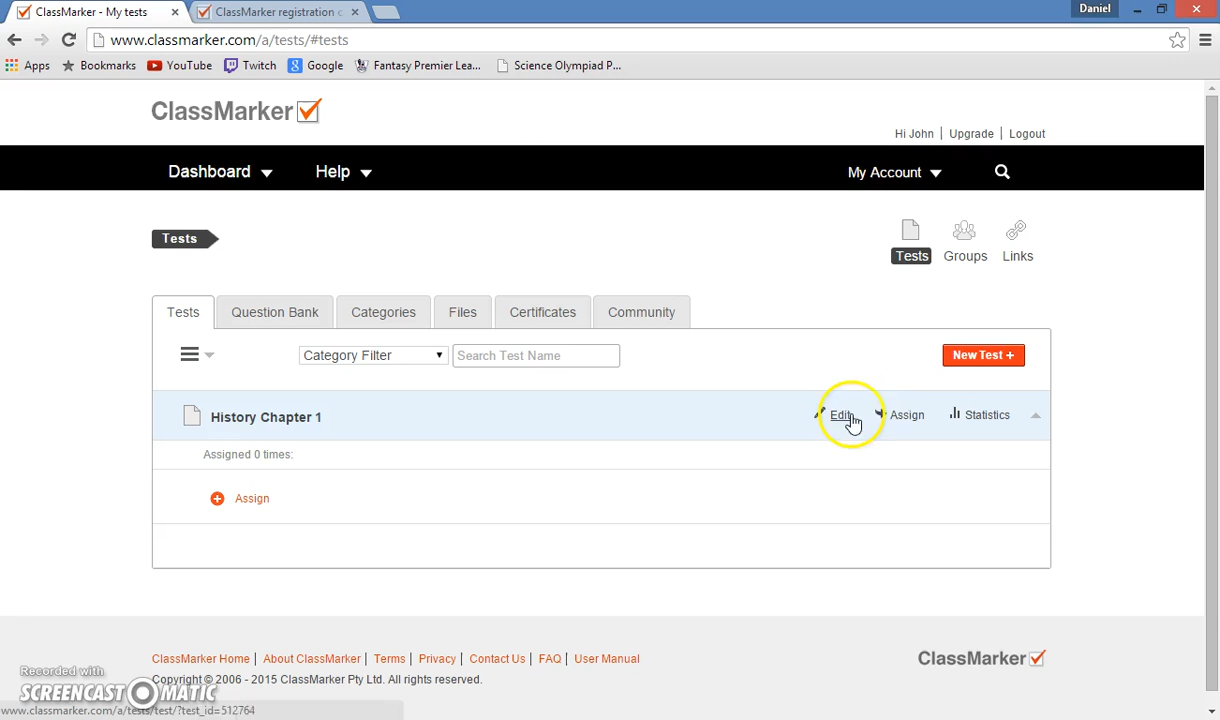 ClassMarker - My tests
ClassMarker registration c
Daniel
www.classmarker.com/a/tests/#tests
Apps
Bookmarks
YouTube
Twitch
Google
Fantasy Premier Lea...
Science Olympiad P...
ClassMarker
Hi John | Upgrade | Logout
Dashboard
Help
My Account
Tests
Tests
Groups
Links
Tests
Question Bank
Categories
Files
Certificates
Community
Category Filter
Search Test Name
New Test +
History Chapter 1
Edit
Assign
Statistics
Assigned 0 times:
Assign
ClassMarker Home | About ClassMarker | Terms | Privacy | Contact Us | FAQ | User Manual
ClassMarker
Copyright © 2006 - 2015 ClassMarker Pty Ltd. All rights reserved.
Recorded with
SCREENCAST MATIC
www.classmarker.com/a/tests/test/?test_id=512764